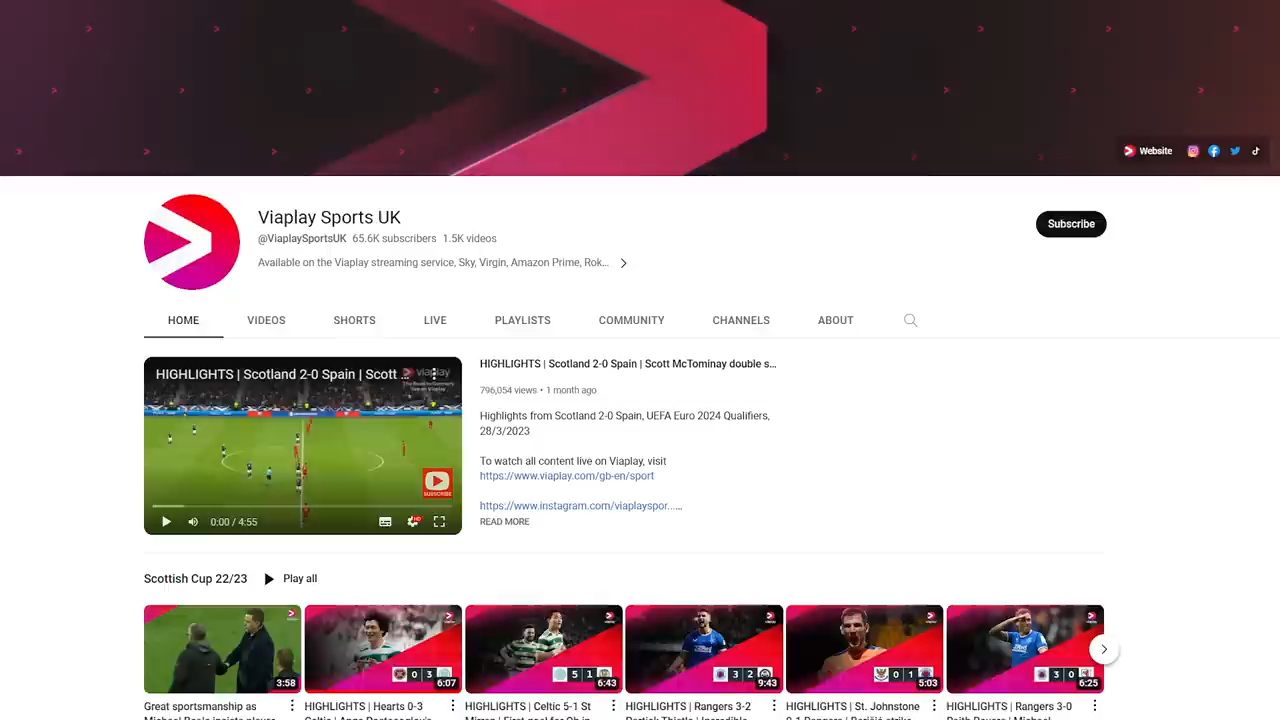 Website
Viaplay Sports UK
@ViaplaySportsUK 65.6K subscribers 1.5K videos
Subscribe
Available on the Viaplay streaming service, Sky, Virgin, Amazon Prime, Rok...
HOME VIDEOS SHORTS LIVE PLAYLISTS COMMUNITY CHANNELS ABOUT
HIGHLIGHTS | Scotland 2-0 Spain | Scott ...
viaplay
SUBSCRIBE
0:00 / 4:55
HD
HIGHLIGHTS | Scotland 2-0 Spain | Scott McTominay double s...
796,054 views • 1 month ago
Highlights from Scotland 2-0 Spain, UEFA Euro 2024 Qualifiers,
28/3/2023
To watch all content live on Viaplay, visit
https://www.viaplay.com/gb-en/sport
https://www.instagram.com/viaplayspor...​...
READ MORE
Scottish Cup 22/23 Play all
3:58
0 3
6:07
5 1
6:43
3 2
9:43
0 1
5:03
3 0
6:25
Great sportsmanship as
HIGHLIGHTS | Hearts 0-3
HIGHLIGHTS | Celtic 5-1 St
HIGHLIGHTS | Rangers 3-2
HIGHLIGHTS | St. Johnstone
HIGHLIGHTS | Rangers 3-0